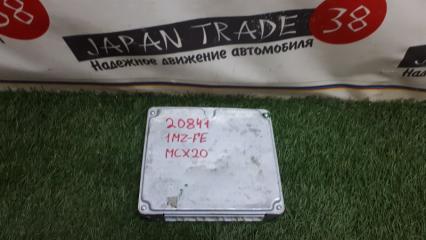 38
JAPAN TRADE 38
Надежное движение автомобиля
20841
1MZ-FE
MCX20